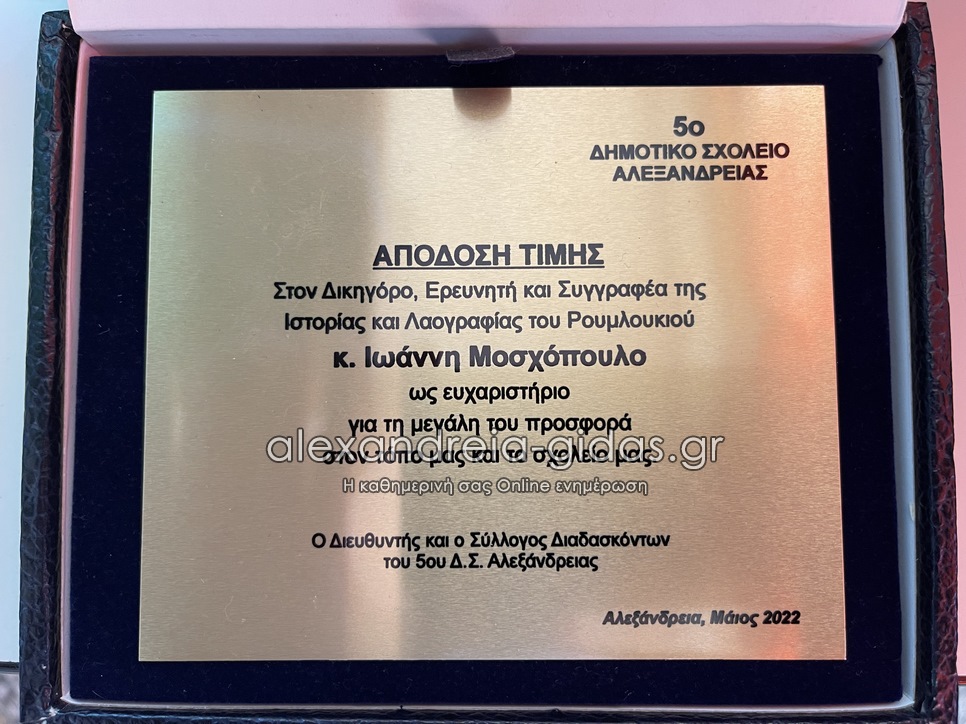 5ο
ΔΗΜΟΤΙΚΟ ΣΧΟΛΕΙΟ
ΑΛΕΞΑΝΔΡΕΙΑΣ
ΑΠΟΔΟΣΗ ΤΙΜΗΣ
Στον Δικηγόρο, Ερευνητή και Συγγραφέα της
Ιστορίας και Λαογραφίας του Ρουμλουκιού
κ. Ιωάννη Μοσχόπουλο
ως ευχαριστήριο
για τη μεγάλη του προσφορά
alexandreia-gidas.gr
στον τόπο μας και το σχολείο μας.
Η καθημερινή σας Online ενημέρωση
Ο Διευθυντής και ο Σύλλογος Διαδασκόντων
του 5ου Δ.Σ. Αλεξάνδρειας
Αλεξάνδρεια, Μάιος 2022